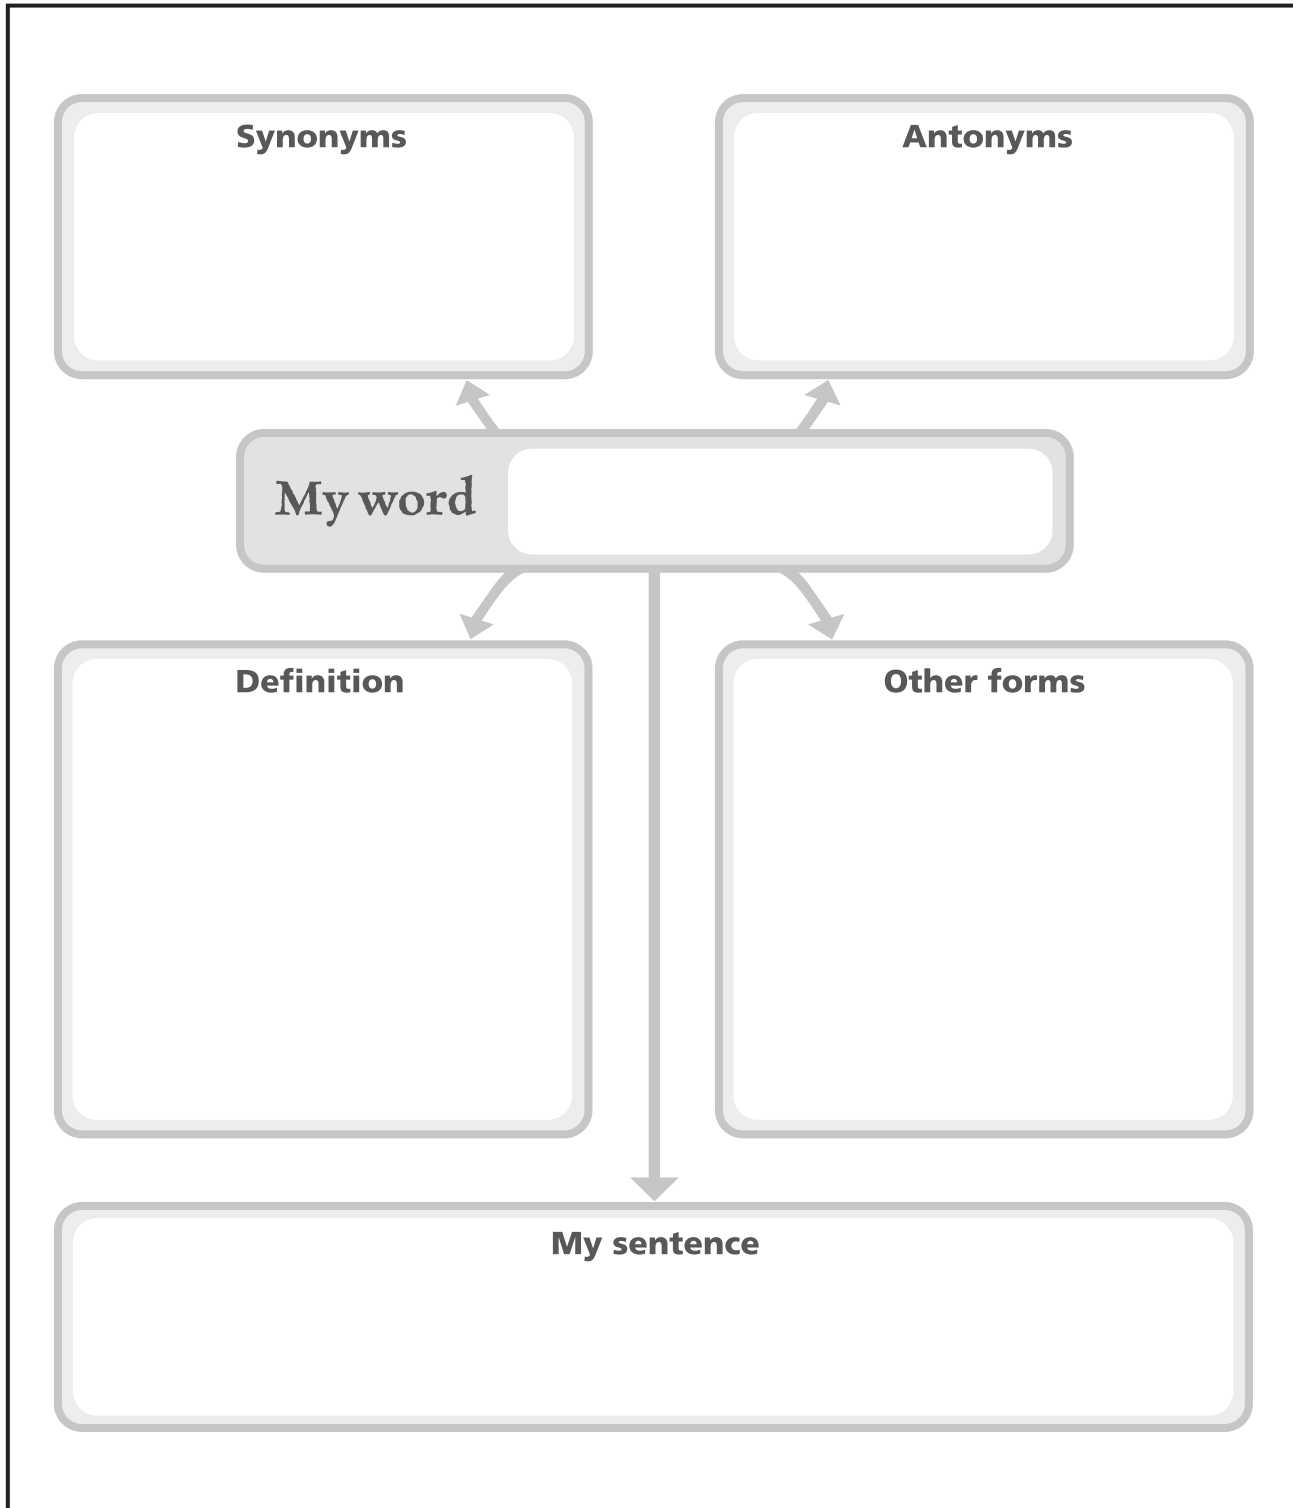 Synonyms
Antonyms
My word
Definition
Other forms
My sentence